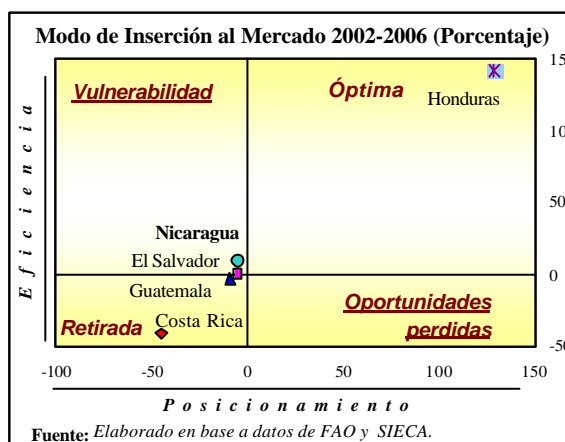 Modo de Inserción al Mercado 2002-2006 (Porcentaje)
Vulnerabilidad
Óptima
Honduras
Nicaragua
El Salvador
Guatemala
Costa Rica
Retirada
Oportunidades
perdidas
Eficiencia
150
100
50
0
-50
-100 -50 0 50 100 150
Posicionamiento
Fuente: Elaborado en base a datos de FAO y SIECA.